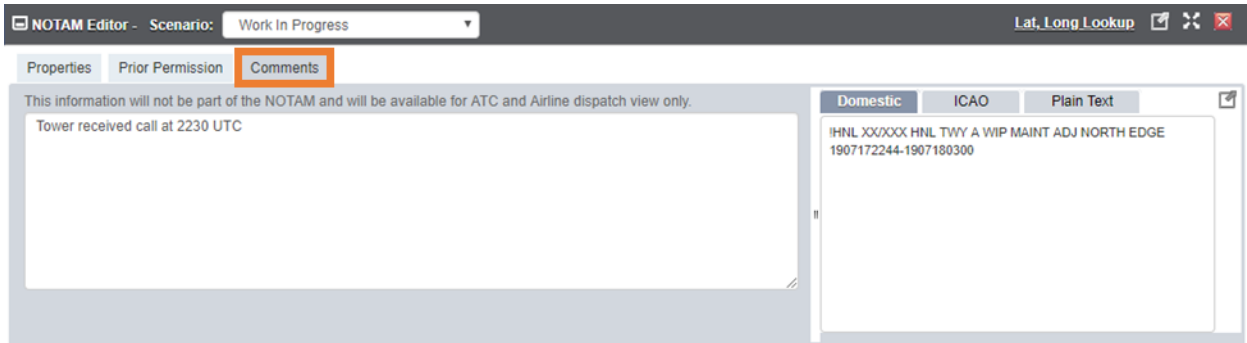 NOTAM Editor - Scenario: Work In Progress Lat, Long Lookup
Properties Prior Permission Comments
This information will not be part of the NOTAM and will be available for ATC and Airline dispatch view only.
Tower received call at 2230 UTC
Domestic ICAO Plain Text
!HNL XX/XXX HNL TWY A WIP MAINT ADJ NORTH EDGE
1907172244-1907180300